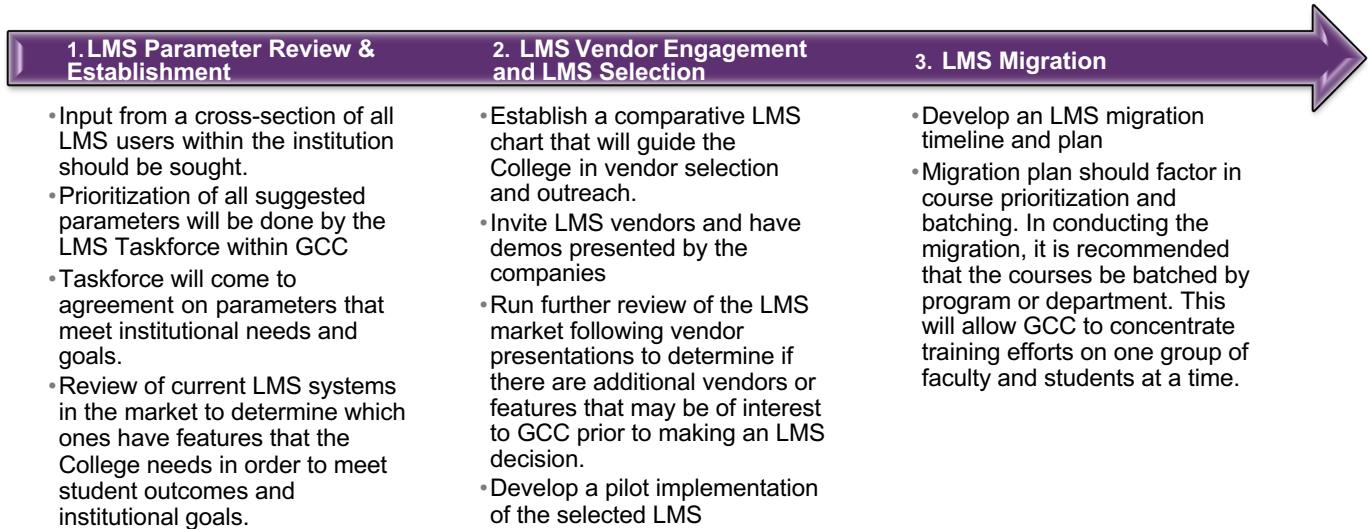 1. LMS Parameter Review &
Establishment
•Input from a cross-section of all
LMS users within the institution
should be sought.
•Prioritization of all suggested
parameters will be done by the
LMS Taskforce within GCC
•Taskforce will come to
agreement on parameters that
meet institutional needs and
goals.
•Review of current LMS systems
in the market to determine which
ones have features that the
College needs in order to meet
student outcomes and
institutional goals.
2. LMS Vendor Engagement
and LMS Selection
•Establish a comparative LMS
chart that will guide the
College in vendor selection
and outreach.
•Invite LMS vendors and have
demos presented by the
companies
•Run further review of the LMS
market following vendor
presentations to determine if
there are additional vendors or
features that may be of interest
to GCC prior to making an LMS
decision.
•Develop a pilot implementation
of the selected LMS
3. LMS Migration
•Develop an LMS migration
timeline and plan
•Migration plan should factor in
course prioritization and
batching. In conducting the
migration, it is recommended
that the courses be batched by
program or department. This
will allow GCC to concentrate
training efforts on one group of
faculty and students at a time.